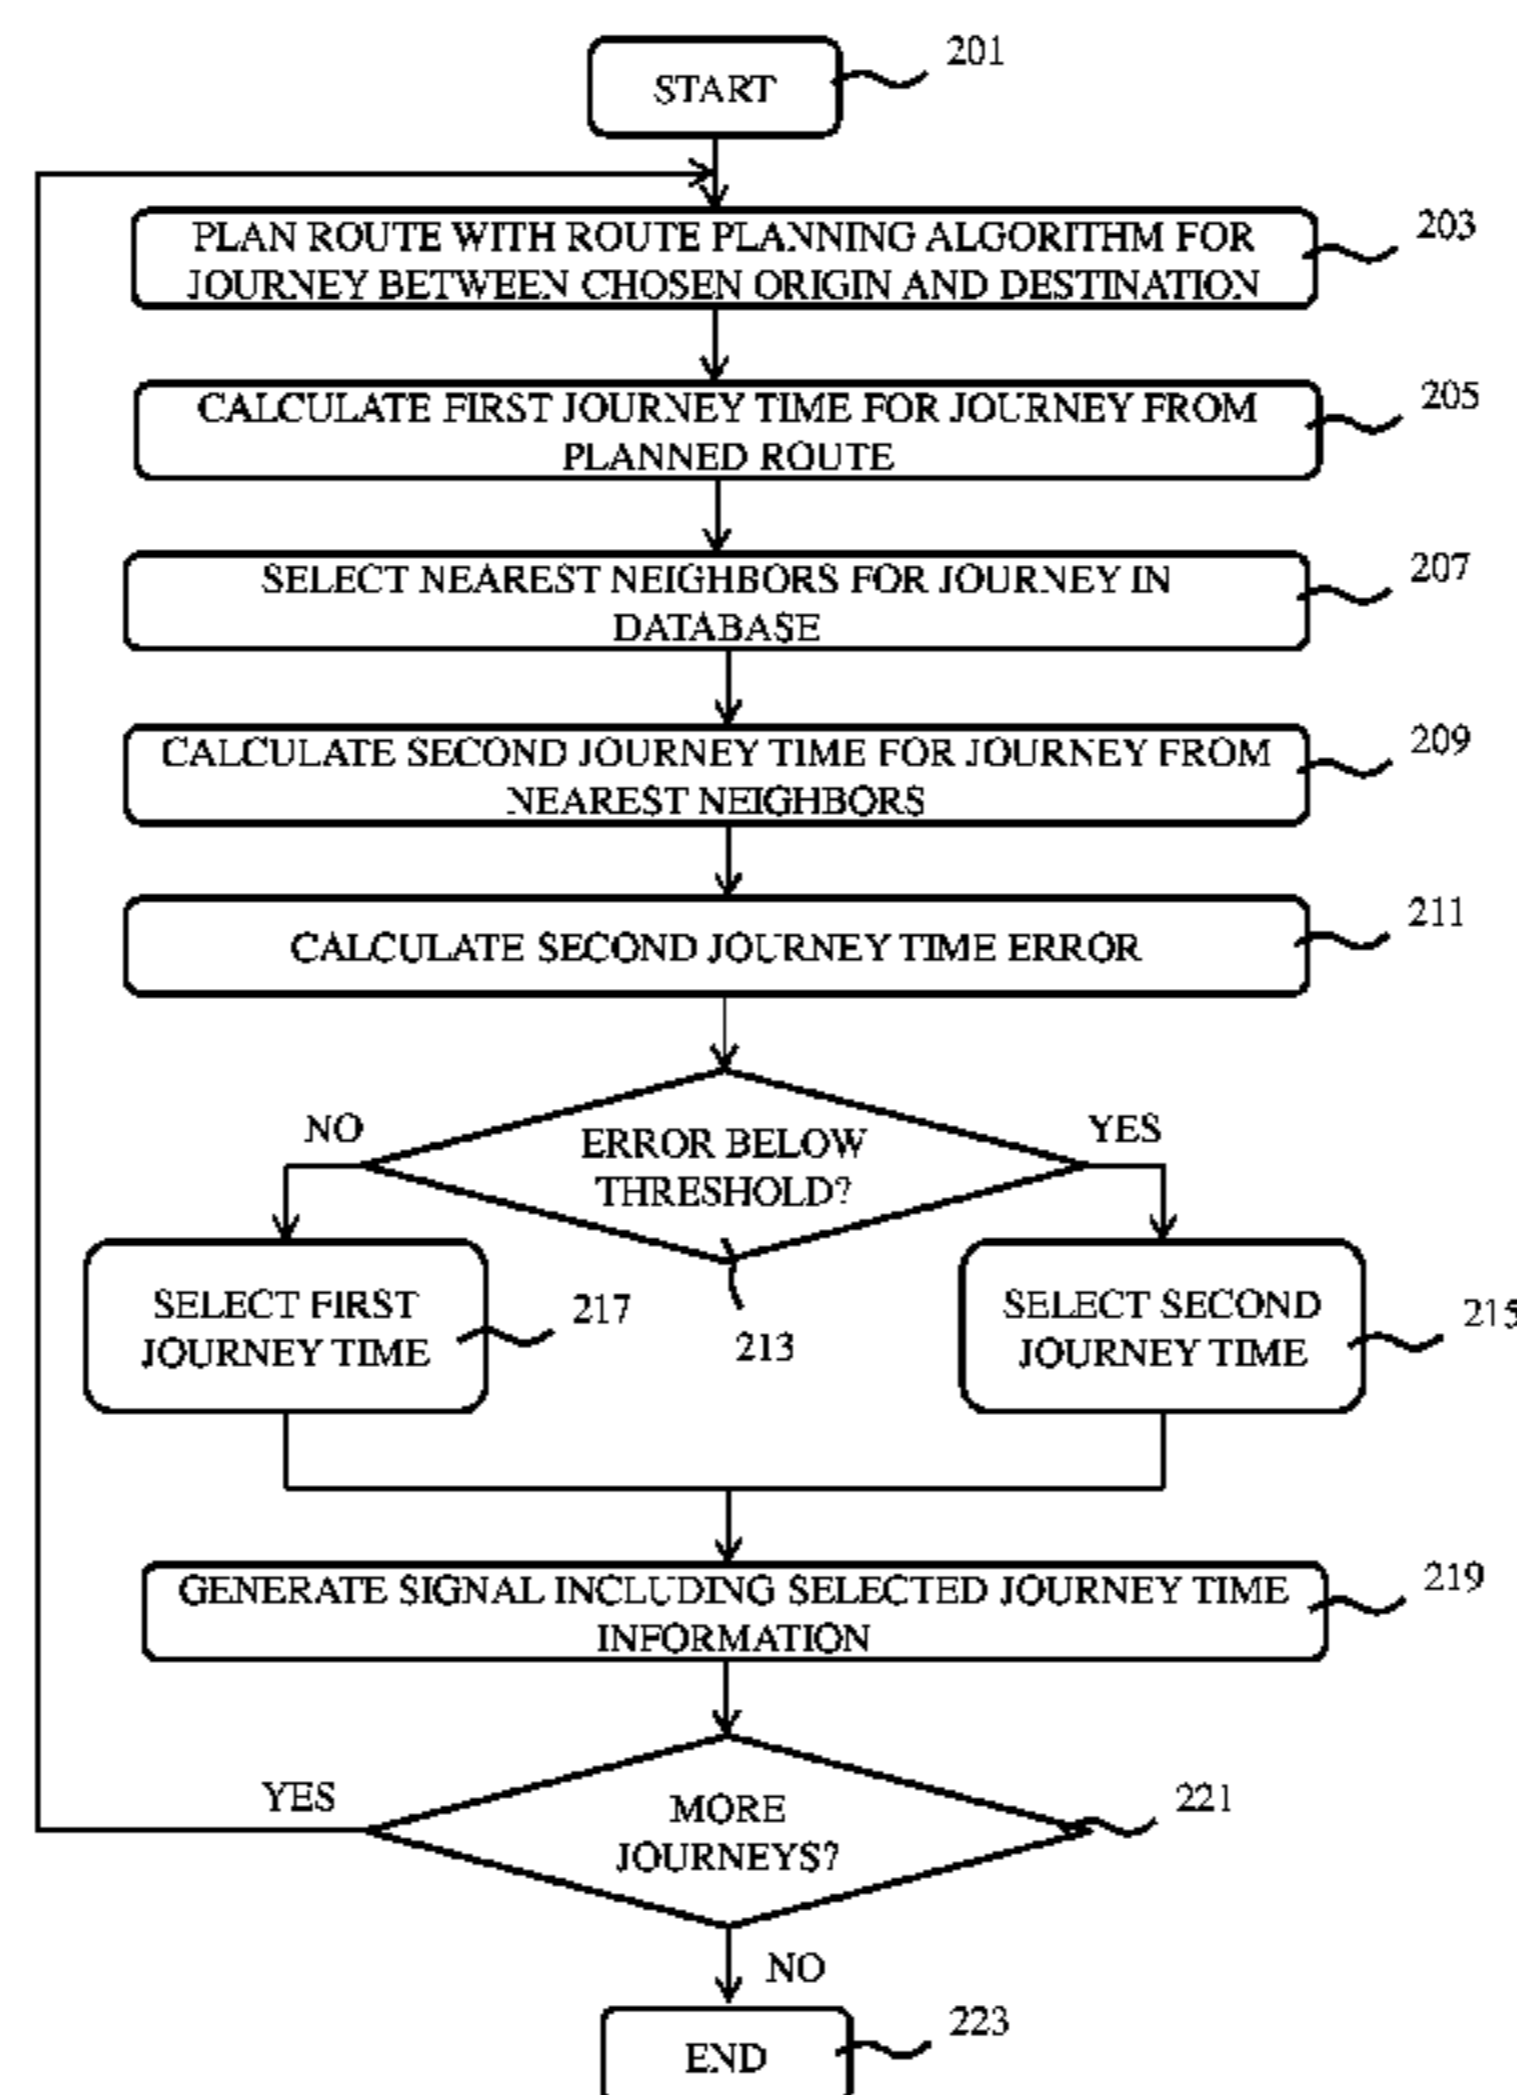 START
201
PLAN ROUTE WITH ROUTE PLANNING ALGORITHM FOR
JOURNEY BETWEEN CHOSEN ORIGIN AND DESTINATION
203
CALCULATE FIRST JOURNEY TIME FOR JOURNEY FROM
PLANNED ROUTE
205
SELECT NEAREST NEIGHBORS FOR JOURNEY IN
DATABASE
207
CALCULATE SECOND JOURNEY TIME FOR JOURNEY FROM
NEAREST NEIGHBORS
209
CALCULATE SECOND JOURNEY TIME ERROR
211
NO
ERROR BELOW
THRESHOLD?
YES
213
SELECT FIRST
JOURNEY TIME
217
SELECT SECOND
JOURNEY TIME
215
GENERATE SIGNAL INCLUDING SELECTED JOURNEY TIME
INFORMATION
219
YES
MORE
JOURNEYS?
221
NO
END
223